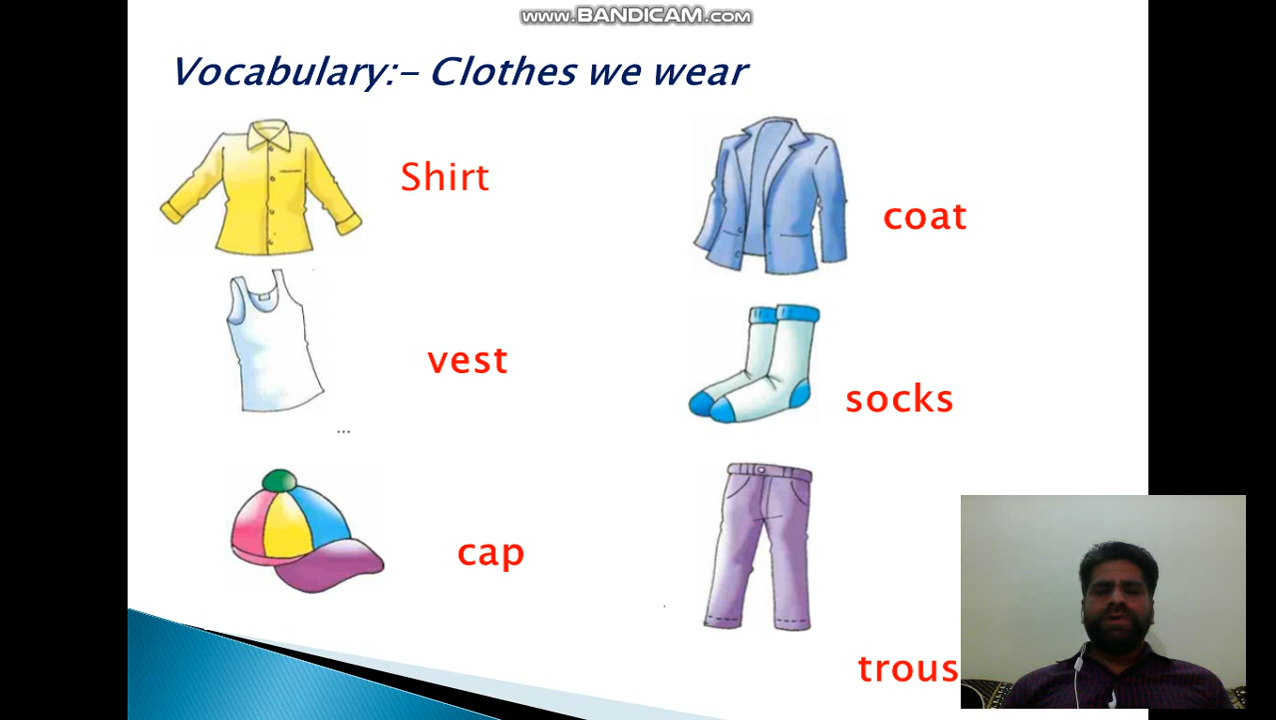 www.BANDICAM.com
Vocabulary:- Clothes we wear
Shirt
coat
vest
socks
...
cap
trous